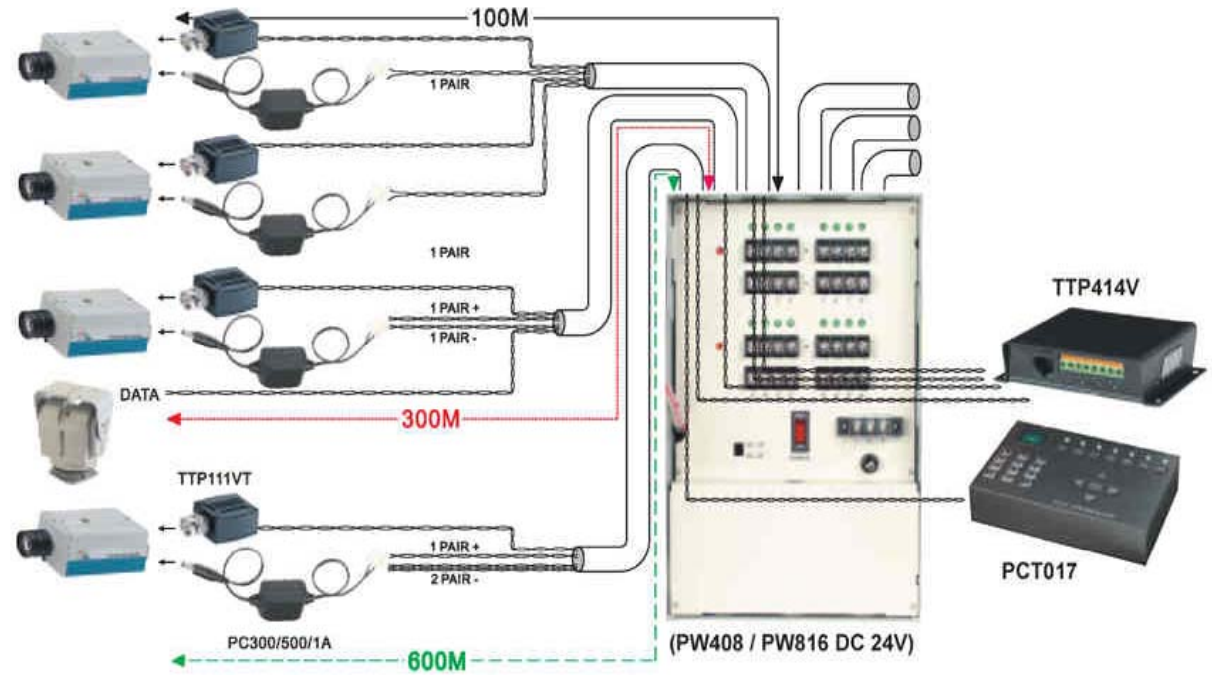 100M
1 PAIR
1 PAIR
1 PAIR +
1 PAIR -
DATA
300M
TTP414V
TTP111VT
1 PAIR +
2 PAIR -
PCT017
PC300/500/1A
(PW408 / PW816 DC 24V)
600M